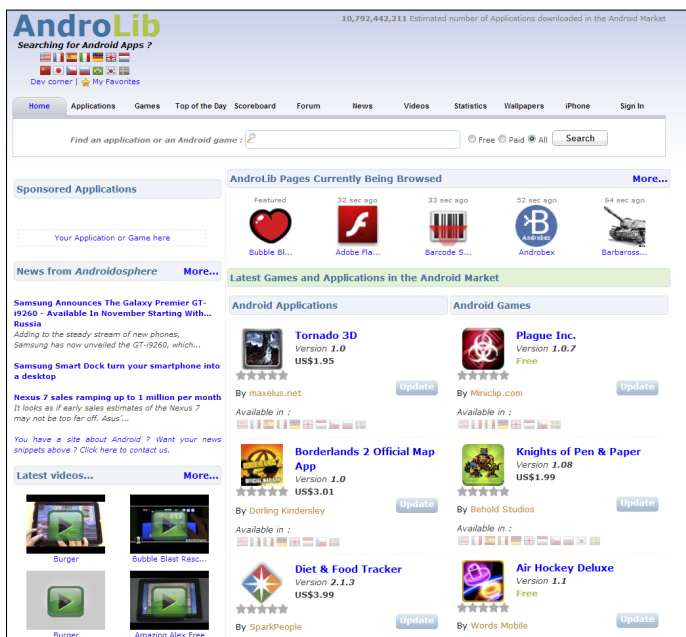 AndroLib
10,792,442,211 Estimated number of Applications downloaded in the Android Market
Searching for Android Apps ?
Dev corner | My Favorites
Home Applications Games Top of the Day Scoreboard Forum News Videos Statistics Wallpapers iPhone Sign In
Find an application or an Android game : Free Paid All Search
Sponsored Applications
Your Application or Game here
News from Androidosphere More...
Samsung Announces The Galaxy Premier GT-
i9260 - Available In November Starting With...
Russia
Adding to the steady stream of new phones,
Samsung has now unveiled the GT-i9260, which...
Samsung Smart Dock turn your smartphone into
a desktop
Nexus 7 sales ramping up to 1 million per month
It looks as if early sales estimates of the Nexus 7
may not be too far off. Asus'...
You have a site about Android ? Want your news
snippets above ? Click here to contact us.
Latest videos... More...
Burger Bubble Blast Resc...
Burger Amazing Alex Free
AndroLib Pages Currently Being Browsed More...
Featured 32 sec ago 33 sec ago 52 sec ago 64 sec ago
Androbex
Bubble Bl... Adobe Fla... Barcode S... Androbex Barbaross...
Latest Games and Applications in the Android Market
Android Applications
Tornado 3D
Version 1.0
US$1.95
Update
By maxelus.net
Available in :
Borderlands 2 Official Map
App
Version 1.0
US$3.01
OFFICIAL MAP APP
Update
By Dorling Kindersley
Available in :
Diet & Food Tracker
Version 2.1.3
US$3.99
Update
By SparkPeople
Android Games
Plague Inc.
Version 1.0.7
Free
Update
By Miniclip.com
Available in :
Knights of Pen & Paper
Version 1.08
US$1.99
Update
By Behold Studios
Available in :
Air Hockey Deluxe
Version 1.1
Free
Update
By Words Mobile